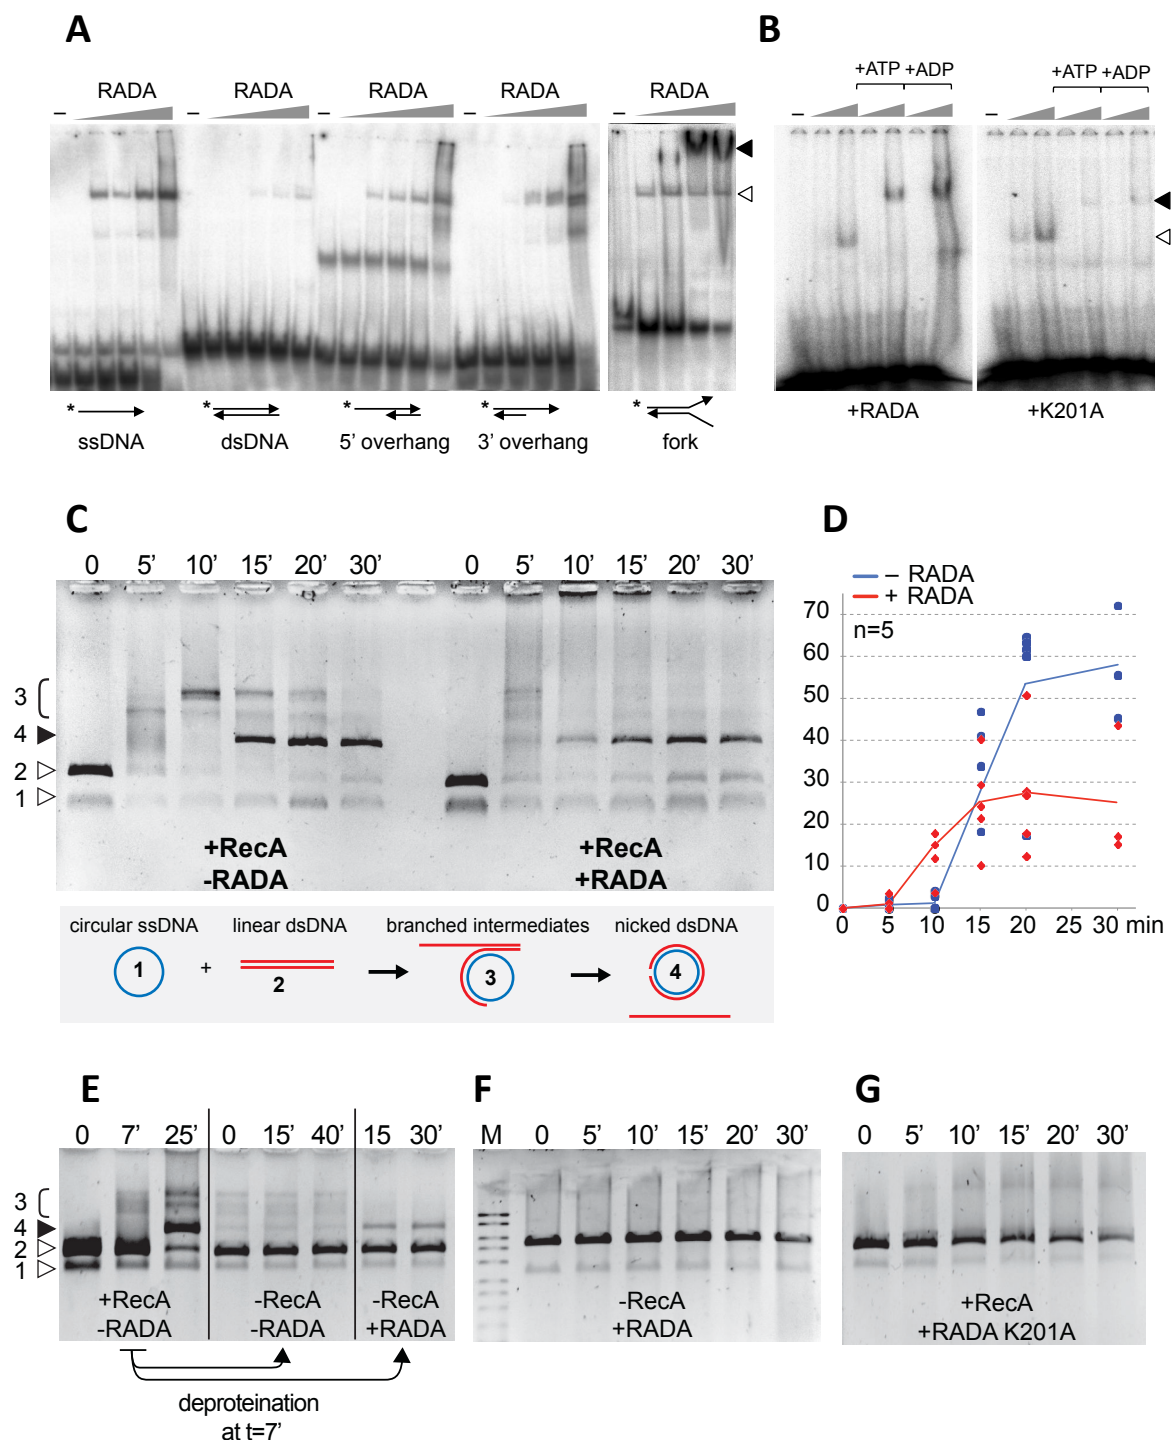 A
RADA RADA RADA RADA RADA
– – – – –
* * * * *
ssDNA dsDNA 5' overhang 3' overhang fork
B
+ATP +ADP +ATP +ADP
– –
+RADA +K201A
C
0 5' 10' 15' 20' 30' 0 5' 10' 15' 20' 30'
3
4
2
1
+RecA +RecA
-RADA +RADA
circular ssDNA linear dsDNA branched intermediates nicked dsDNA
1 + 2 3 4
D
– RADA
+ RADA
n=5
70
60
50
40
30
20
10
0
0 5 10 15 20 25 30 min
E
0 7' 25' 0 15' 40' 15 30'
3
4
2
1
+RecA -RecA -RecA
-RADA -RADA +RADA
deproteination
at t=7'
F
M 0 5' 10' 15' 20' 30'
-RecA
+RADA
G
0 5' 10' 15' 20' 30'
+RecA
+RADA K201A